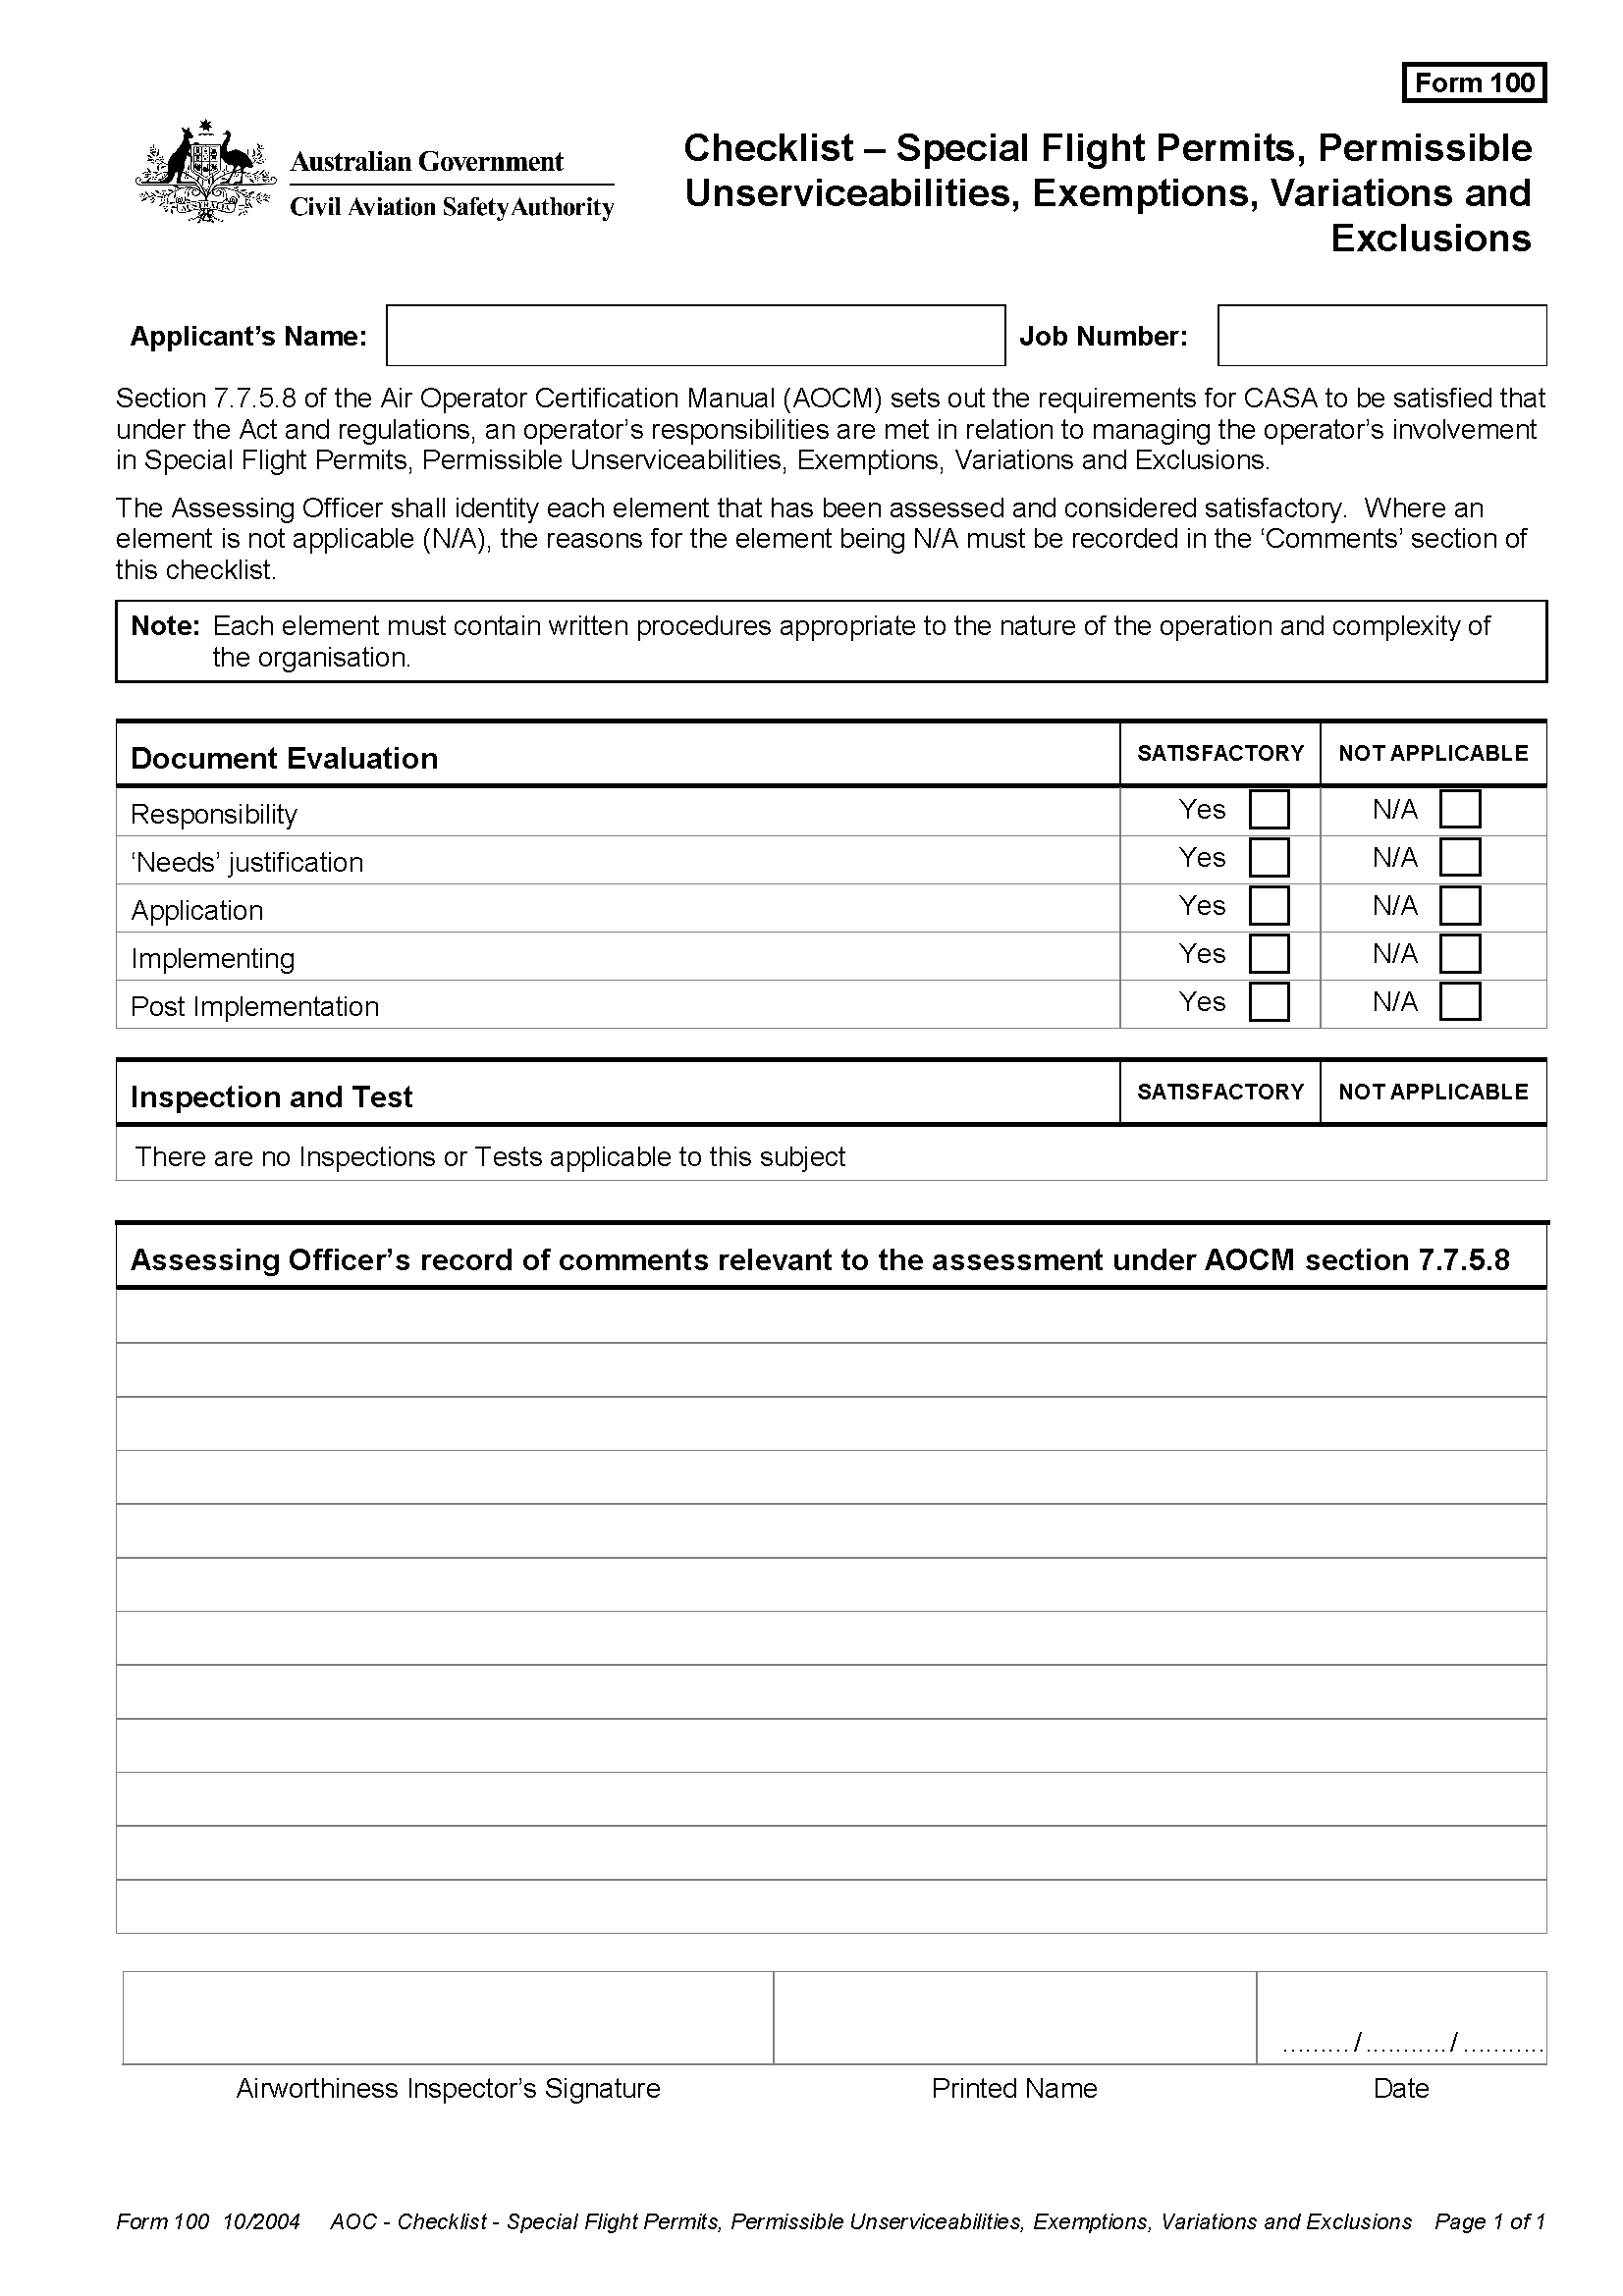 Form 100
Australian Government
Civil Aviation Safety Authority
Checklist – Special Flight Permits, Permissible
Unserviceabilities, Exemptions, Variations and
Exclusions
Applicant’s Name:
Job Number:
Section 7.7.5.8 of the Air Operator Certification Manual (AOCM) sets out the requirements for CASA to be satisfied that
under the Act and regulations, an operator’s responsibilities are met in relation to managing the operator’s involvement
in Special Flight Permits, Permissible Unserviceabilities, Exemptions, Variations and Exclusions.
The Assessing Officer shall identity each element that has been assessed and considered satisfactory. Where an
element is not applicable (N/A), the reasons for the element being N/A must be recorded in the ‘Comments’ section of
this checklist.
Note: Each element must contain written procedures appropriate to the nature of the operation and complexity of
the organisation.
Document Evaluation SATISFACTORY NOT APPLICABLE
Responsibility Yes N/A
‘Needs’ justification Yes N/A
Application Yes N/A
Implementing Yes N/A
Post Implementation Yes N/A
Inspection and Test SATISFACTORY NOT APPLICABLE
There are no Inspections or Tests applicable to this subject
Assessing Officer’s record of comments relevant to the assessment under AOCM section 7.7.5.8
........./.........../...........
Airworthiness Inspector’s Signature Printed Name Date
Form 100 10/2004 AOC - Checklist - Special Flight Permits, Permissible Unserviceabilities, Exemptions, Variations and Exclusions Page 1 of 1